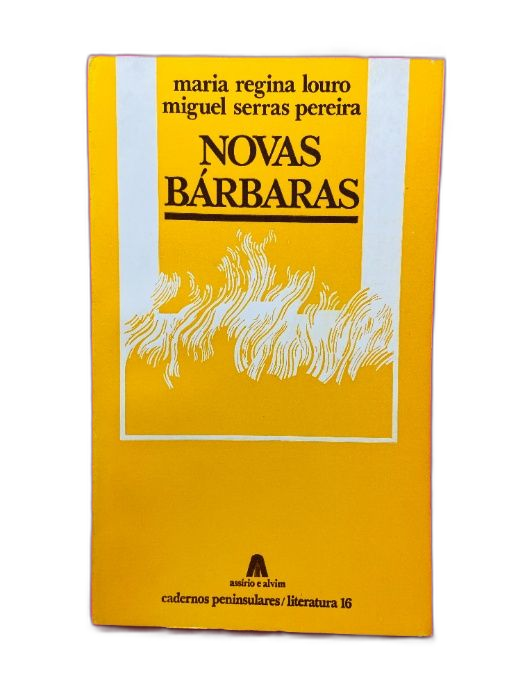 maria regina louro
miguel serras pereira
NOVAS
BÁRBARAS
assírio e alvim
cadernos peninsulares/literatura 16